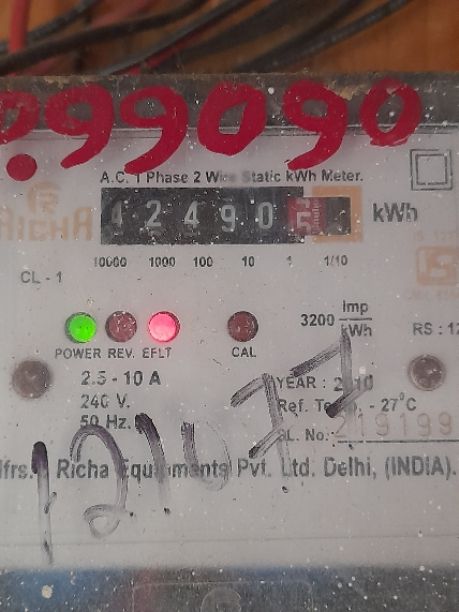 99090
A.C. 1 Phase 2 Wire Static kWh Meter.
RICHA
42490 5 kWh
10000 1000 100 10 1 1/10
CL - 1
3200 Imp/kWh
RS : 12
POWER REV. EFLT CAL
2.5 - 10 A
240 V.
50 Hz.
YEAR : 2010
Ref. Temp. - 27°C
SL. No. 219199
121077
Mfrs. Richa Equipments Pvt. Ltd. Delhi, (INDIA).